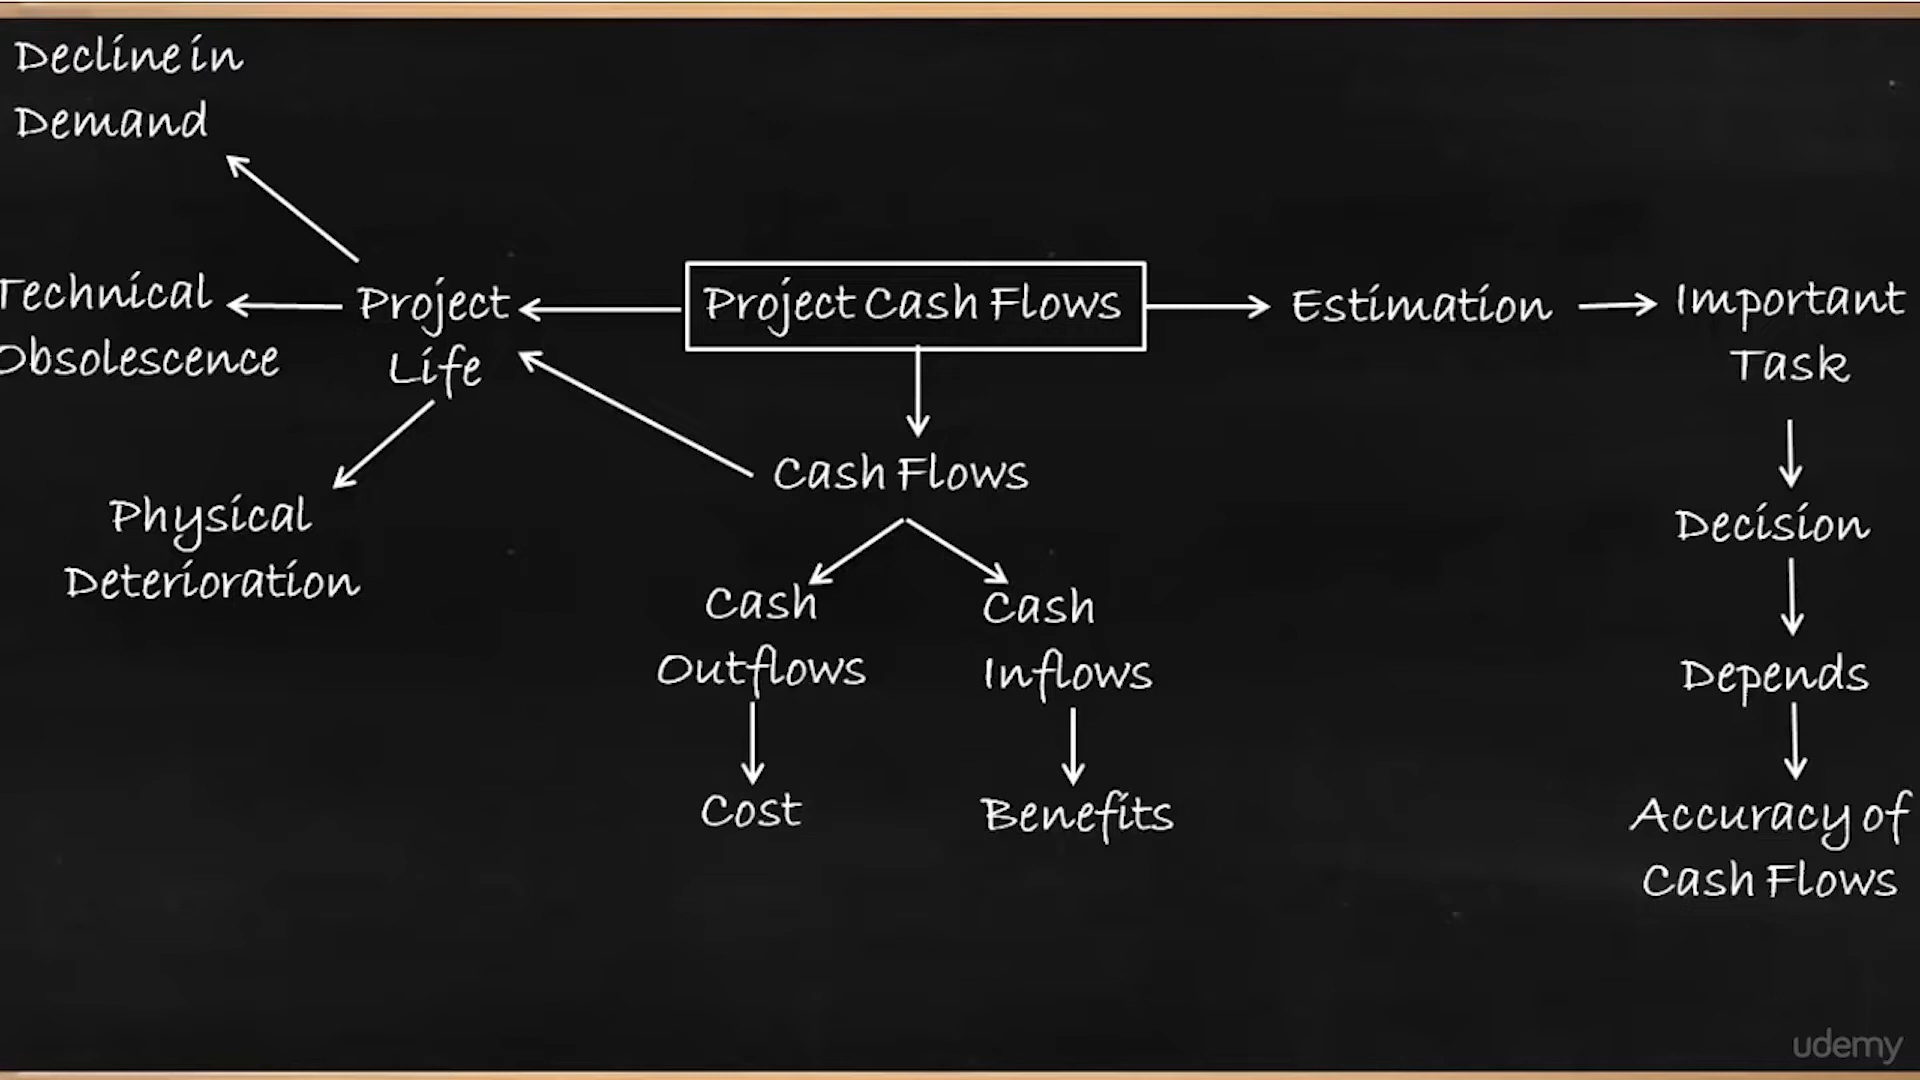 Decline in
Demand
Technical
Obsolescence
Project
Life
Physical
Deterioration
Project Cash Flows
Cash Flows
Cash
Outflows
Cost
Cash
Inflows
Benefits
Estimation
Important
Task
Decision
Depends
Accuracy of
Cash Flows
udemy